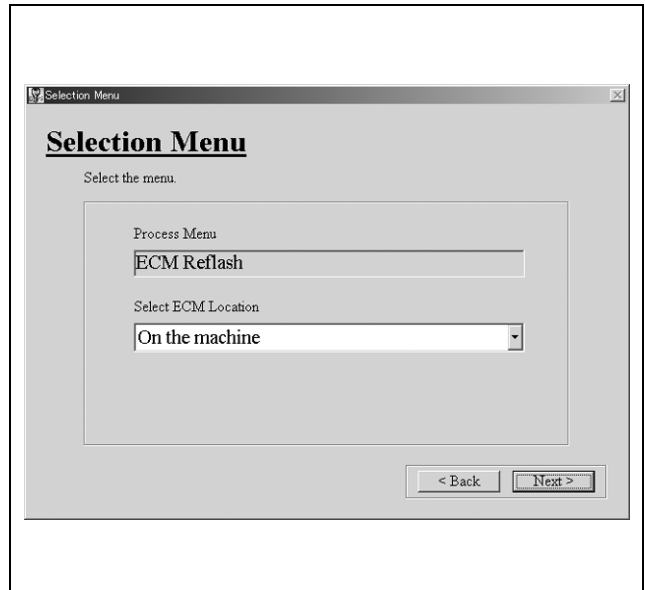 Selection Menu
Selection Menu
Select the menu.
Process Menu
ECM Reflash
Select ECM Location
On the machine
< Back
Next >